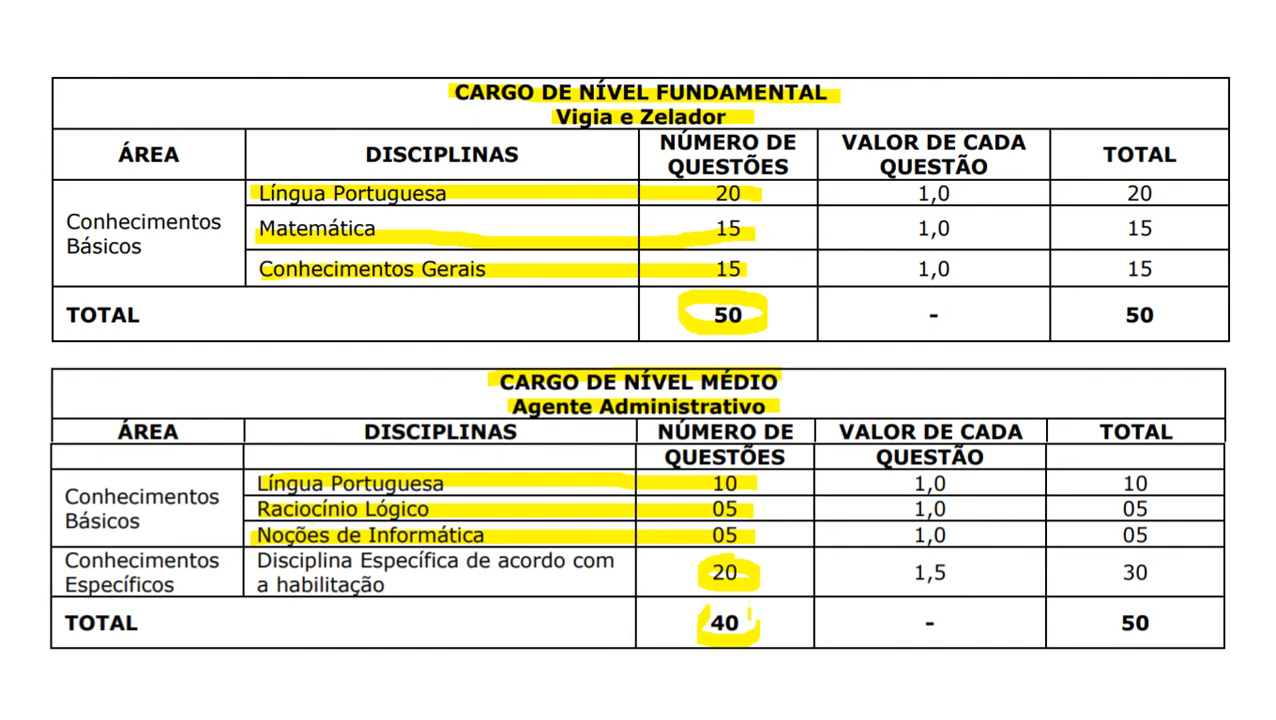 CARGO DE NÍVEL FUNDAMENTAL
Vigia e Zelador
ÁREA DISCIPLINAS NÚMERO DE QUESTÕES VALOR DE CADA QUESTÃO TOTAL
Conhecimentos Básicos Língua Portuguesa 20 1,0 20
Matemática 15 1,0 15
Conhecimentos Gerais 15 1,0 15
TOTAL 50 - 50
CARGO DE NÍVEL MÉDIO
Agente Administrativo
ÁREA DISCIPLINAS NÚMERO DE VALOR DE CADA TOTAL
QUESTÕES QUESTÃO
Conhecimentos Básicos Língua Portuguesa 10 1,0 10
Raciocínio Lógico 05 1,0 05
Noções de Informática 05 1,0 05
Conhecimentos Específicos Disciplina Específica de acordo com a habilitação 20 1,5 30
TOTAL 40 - 50